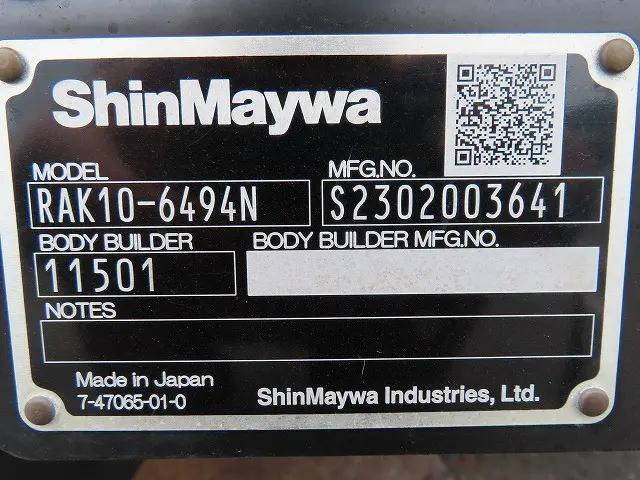 ShinMaywa
MODEL MFG.NO.
RAK10-6494N S2302003641
BODY BUILDER BODY BUILDER MFG.NO.
11501
NOTES
Made in Japan
7-47065-01-0 ShinMaywa Industries, Ltd.